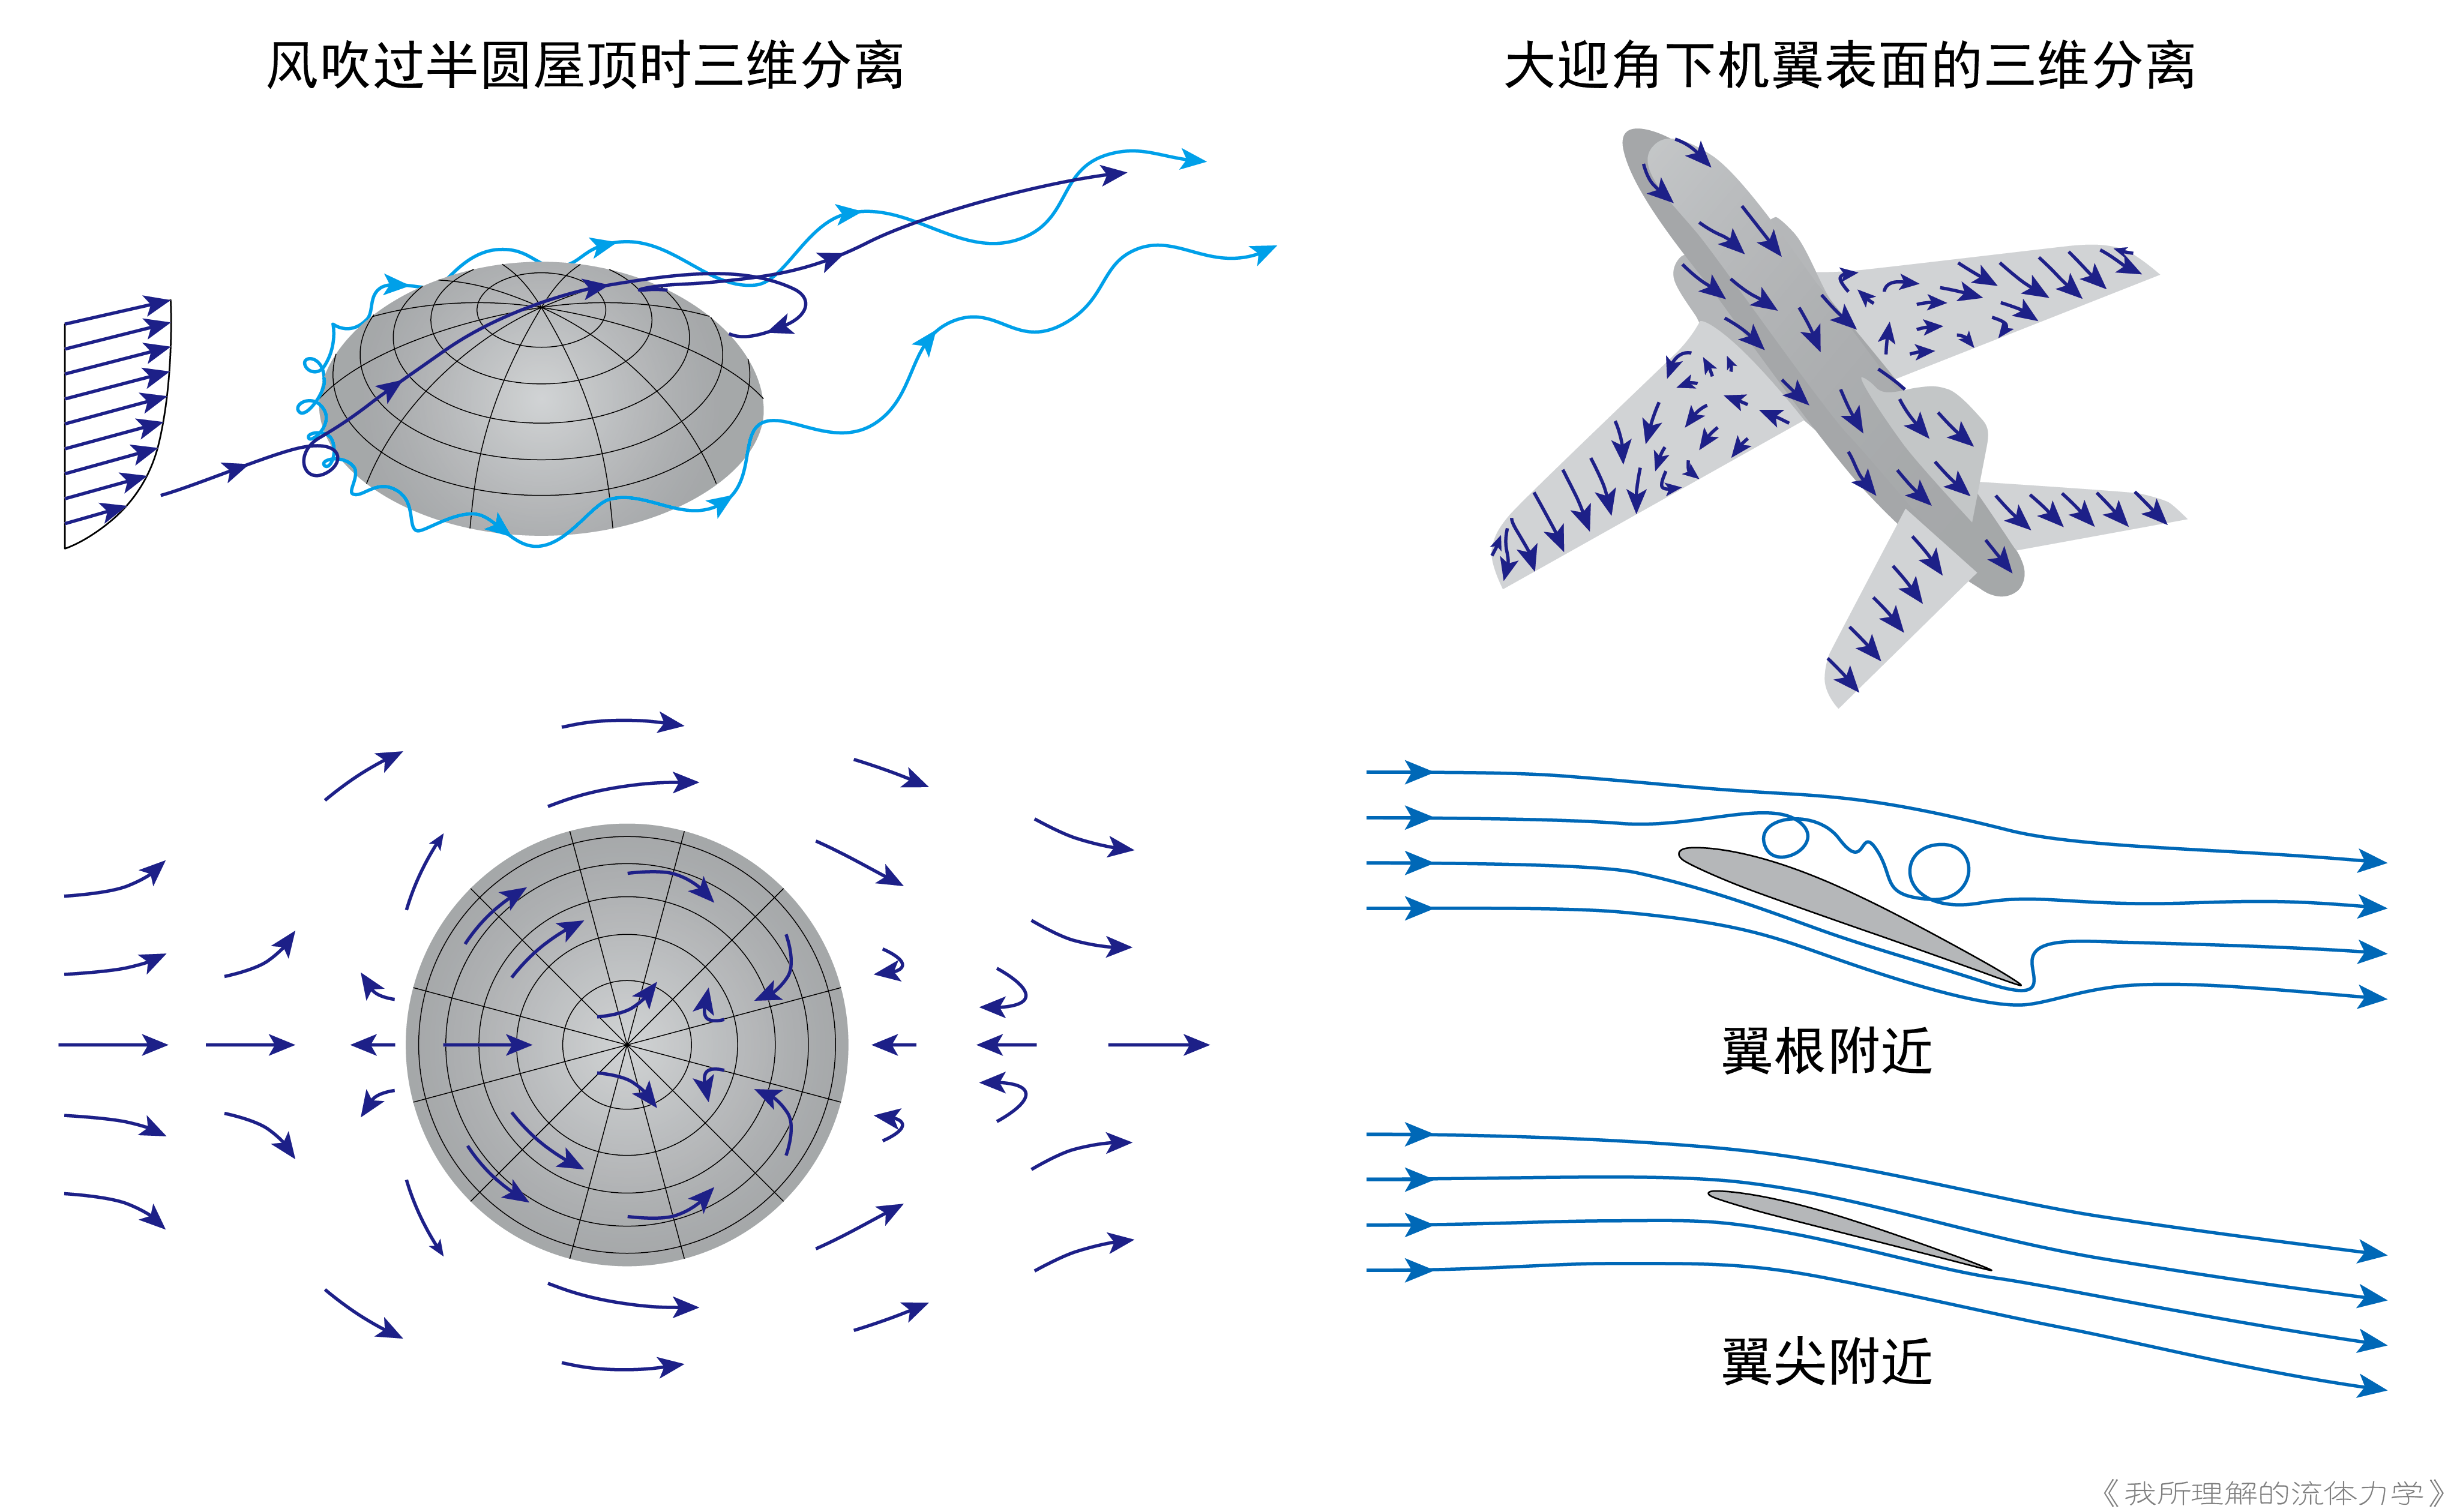 风吹过半圆屋顶时三维分离
大迎角下机翼表面的三维分离
翼根附近
翼尖附近
《我所理解的流体力学》